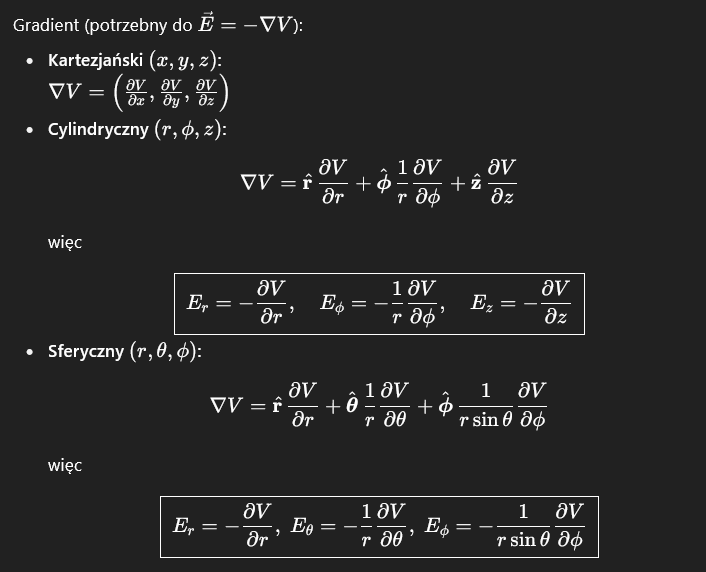 Gradient (potrzebny do $\vec{E} = -\nabla V$):
• Kartezjański $(x, y, z)$:
$\nabla V = \left( \frac{\partial V}{\partial x}, \frac{\partial V}{\partial y}, \frac{\partial V}{\partial z} \right)$
• Cylindryczny $(r, \phi, z)$:
$\nabla V = \hat{\mathbf{r}} \frac{\partial V}{\partial r} + \hat{\boldsymbol{\phi}} \frac{1}{r} \frac{\partial V}{\partial \phi} + \hat{\mathbf{z}} \frac{\partial V}{\partial z}$
więc
$E_r = -\frac{\partial V}{\partial r}, \quad E_\phi = -\frac{1}{r} \frac{\partial V}{\partial \phi}, \quad E_z = -\frac{\partial V}{\partial z}$
• Sferyczny $(r, \theta, \phi)$:
$\nabla V = \hat{\mathbf{r}} \frac{\partial V}{\partial r} + \hat{\boldsymbol{\theta}} \frac{1}{r} \frac{\partial V}{\partial \theta} + \hat{\boldsymbol{\phi}} \frac{1}{r \sin \theta} \frac{\partial V}{\partial \phi}$
więc
$E_r = -\frac{\partial V}{\partial r}, \; E_\theta = -\frac{1}{r} \frac{\partial V}{\partial \theta}, \; E_\phi = -\frac{1}{r \sin \theta} \frac{\partial V}{\partial \phi}$